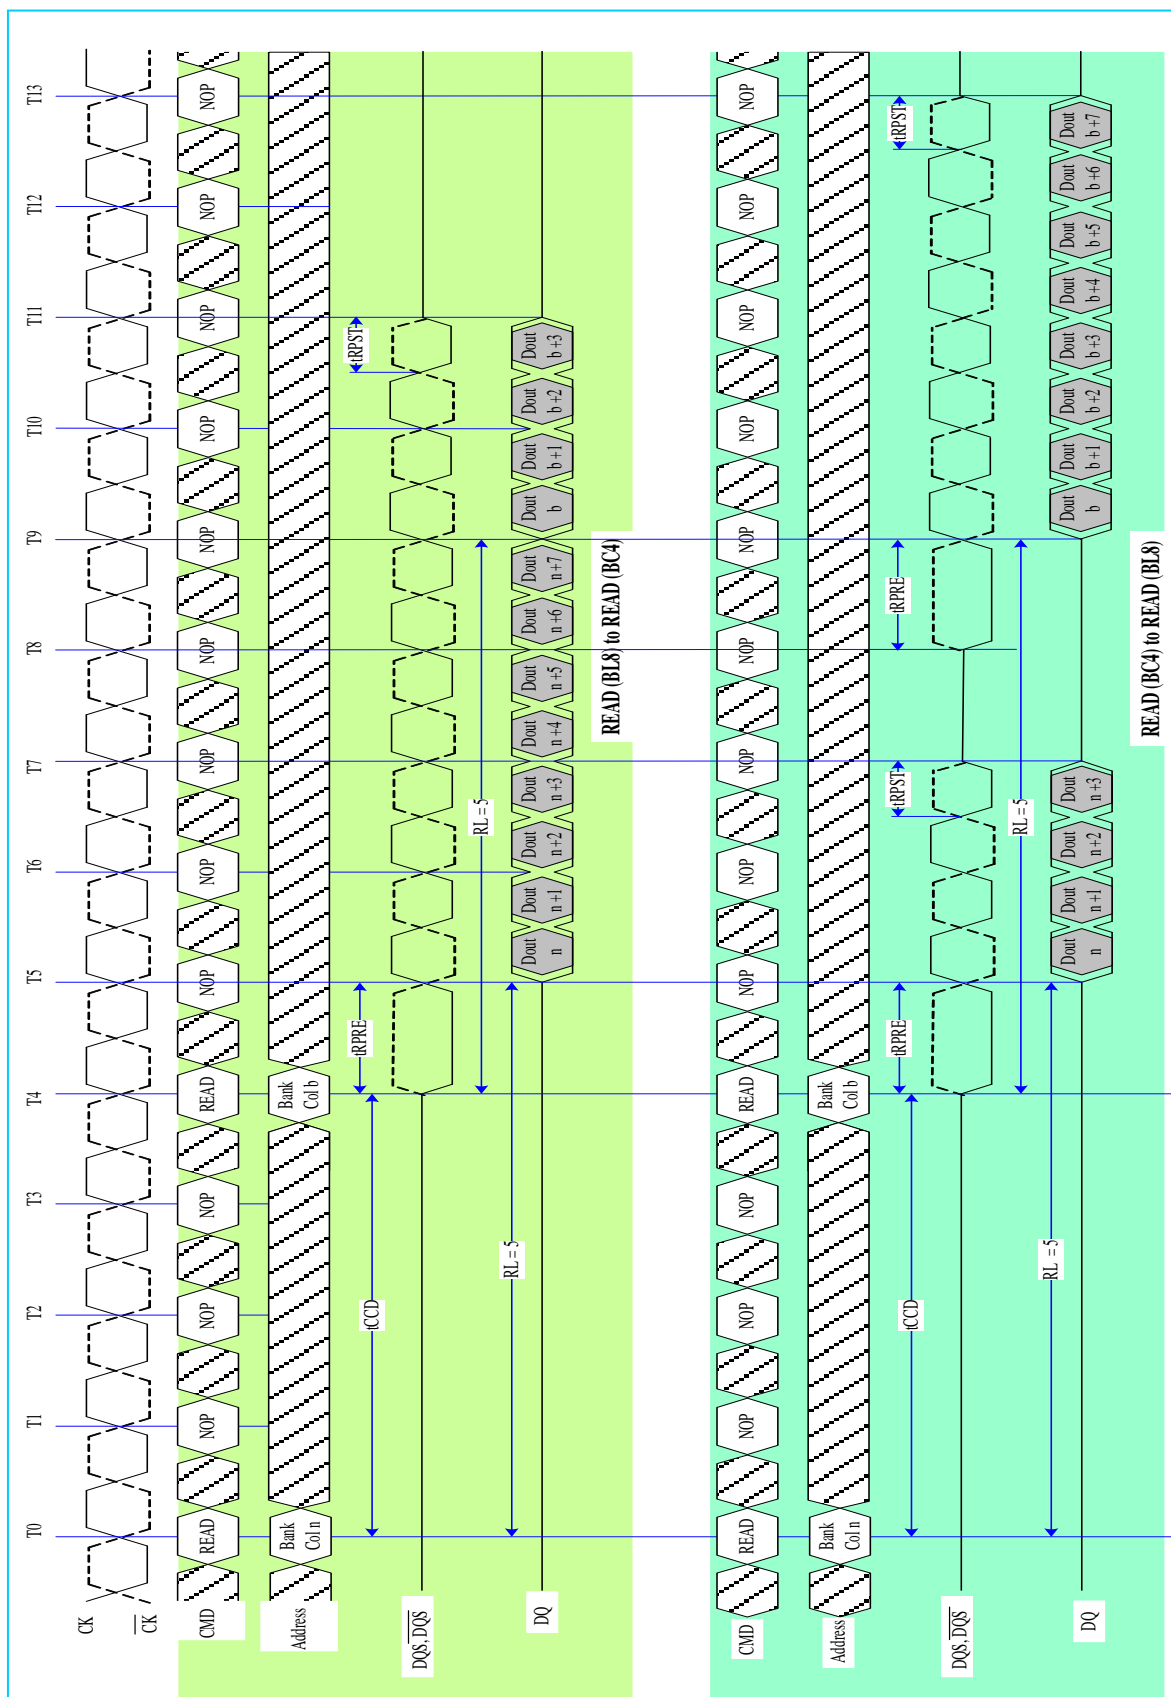 T0 T1 T2 T3 T4 T5 T6 T7 T8 T9 T10 T11 T12 T13
CK
CK
CMD READ NOP NOP NOP READ NOP NOP NOP NOP NOP NOP NOP NOP NOP
Address Bank Col n Bank Col b
tCCD tRPRE tRPST
DQS, DQS
RL = 5
RL = 5
DQ Dout n Dout n+1 Dout n+2 Dout n+3 Dout n+4 Dout n+5 Dout n+6 Dout n+7 Dout b Dout b+1 Dout b+2 Dout b+3
READ (BL8) to READ (BC4)
CMD READ NOP NOP NOP READ NOP NOP NOP NOP NOP NOP NOP NOP NOP
Address Bank Col n Bank Col b
tCCD tRPRE tRPST tRPRE tRPST
DQS, DQS
RL = 5
RL = 5
DQ Dout n Dout n+1 Dout n+2 Dout n+3 Dout b Dout b+1 Dout b+2 Dout b+3 Dout b+4 Dout b+5 Dout b+6 Dout b+7
READ (BC4) to READ (BL8)